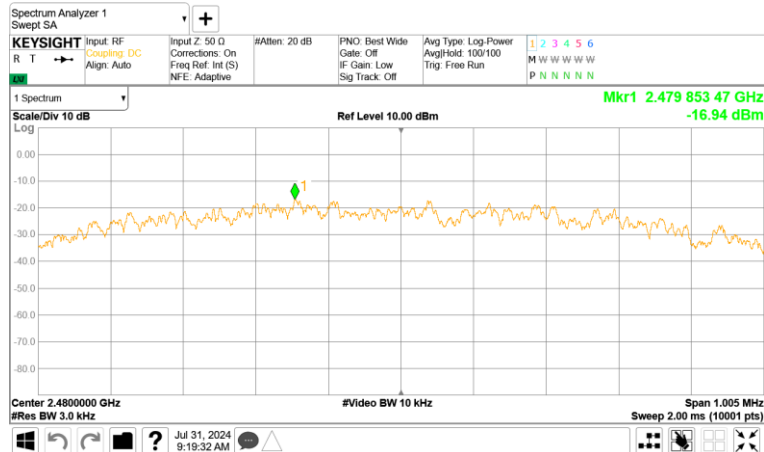 Spectrum Analyzer 1
Swept SA
+
KEYSIGHT
R T
LXI
Input: RF
Coupling: DC
Align: Auto
Input Z: 50 Ω
Corrections: On
Freq Ref: Int (S)
NFE: Adaptive
#Atten: 20 dB
PNO: Best Wide
Gate: Off
IF Gain: Low
Sig Track: Off
Avg Type: Log-Power
Avg|Hold: 100/100
Trig: Free Run
1 2 3 4 5 6
M W W W W W
P N N N N N
1 Spectrum
Mkr1 2.479 853 47 GHz
Scale/Div 10 dB
Ref Level 10.00 dBm
-16.94 dBm
Log
1
0.00
-10.0
-20.0
-30.0
-40.0
-50.0
-60.0
-70.0
-80.0
Center 2.4800000 GHz
#Video BW 10 kHz
Span 1.005 MHz
#Res BW 3.0 kHz
Sweep 2.00 ms (10001 pts)
?
Jul 31, 2024
9:19:32 AM